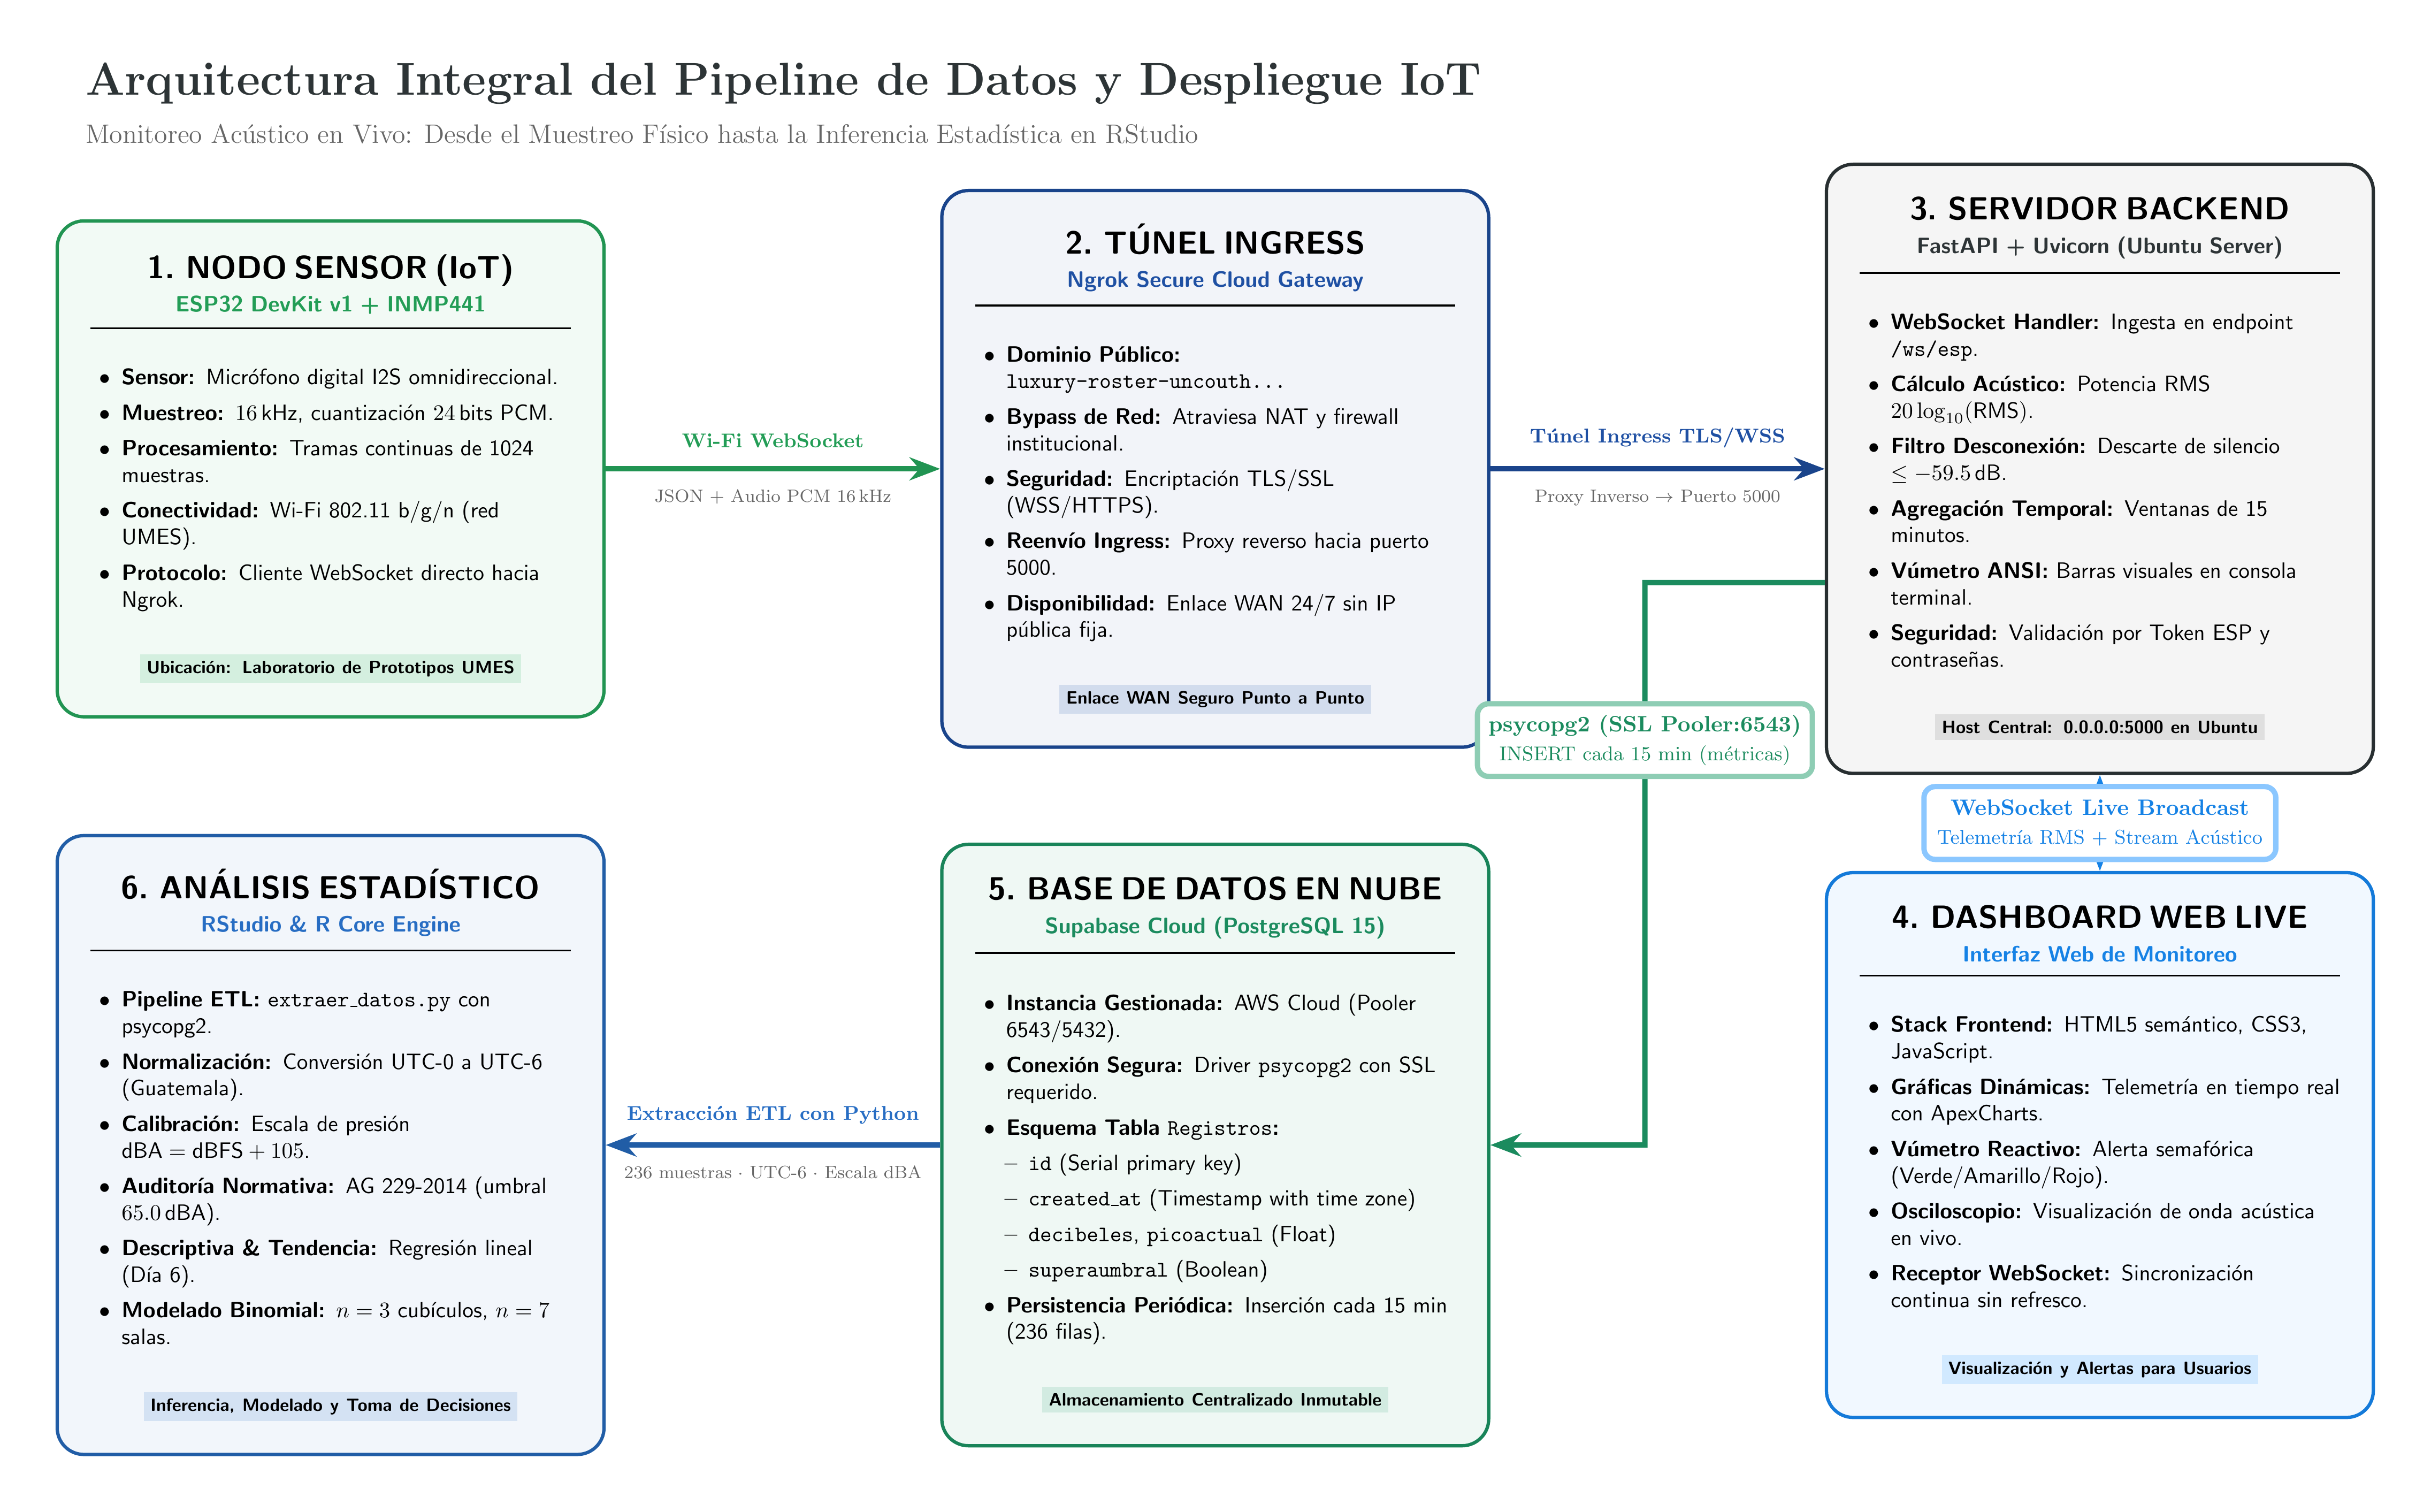 Arquitectura Integral del Pipeline de Datos y Despliegue IoT
Monitoreo Acústico en Vivo: Desde el Muestreo Físico hasta la Inferencia Estadística en RStudio
1. NODO SENSOR (IoT)
ESP32 DevKit v1 + INMP441
• Sensor: Micrófono digital I2S omnidireccional.
• Muestreo: 16 kHz, cuantización 24 bits PCM.
• Procesamiento: Tramas continuas de 1024
muestras.
• Conectividad: Wi-Fi 802.11 b/g/n (red
UMES).
• Protocolo: Cliente WebSocket directo hacia
Ngrok.
Ubicación: Laboratorio de Prototipos UMES
Wi-Fi WebSocket
JSON + Audio PCM 16 kHz
2. TÚNEL INGRESS
Ngrok Secure Cloud Gateway
• Dominio Público:
luxury-roster-uncouth...
• Bypass de Red: Atraviesa NAT y firewall
institucional.
• Seguridad: Encriptación TLS/SSL
(WSS/HTTPS).
• Reenvío Ingress: Proxy reverso hacia puerto
5000.
• Disponibilidad: Enlace WAN 24/7 sin IP
pública fija.
Enlace WAN Seguro Punto a Punto
Túnel Ingress TLS/WSS
Proxy Inverso → Puerto 5000
3. SERVIDOR BACKEND
FastAPI + Uvicorn (Ubuntu Server)
• WebSocket Handler: Ingesta en endpoint
/ws/esp.
• Cálculo Acústico: Potencia RMS
20 log₁₀(RMS).
• Filtro Desconexión: Descarte de silencio
≤ −59.5 dB.
• Agregación Temporal: Ventanas de 15
minutos.
• Vúmetro ANSI: Barras visuales en consola
terminal.
• Seguridad: Validación por Token ESP y
contraseñas.
Host Central: 0.0.0.0:5000 en Ubuntu
psycopg2 (SSL Pooler:6543)
INSERT cada 15 min (métricas)
WebSocket Live Broadcast
Telemetría RMS + Stream Acústico
6. ANÁLISIS ESTADÍSTICO
RStudio & R Core Engine
• Pipeline ETL: extraer_datos.py con
psycopg2.
• Normalización: Conversión UTC-0 a UTC-6
(Guatemala).
• Calibración: Escala de presión
dBA = dBFS + 105.
• Auditoría Normativa: AG 229-2014 (umbral
65.0 dBA).
• Descriptiva & Tendencia: Regresión lineal
(Día 6).
• Modelado Binomial: n = 3 cubículos, n = 7
salas.
Inferencia, Modelado y Toma de Decisiones
Extracción ETL con Python
236 muestras · UTC-6 · Escala dBA
5. BASE DE DATOS EN NUBE
Supabase Cloud (PostgreSQL 15)
• Instancia Gestionada: AWS Cloud (Pooler
6543/5432).
• Conexión Segura: Driver psycopg2 con SSL
requerido.
• Esquema Tabla Registros:
– id (Serial primary key)
– created_at (Timestamp with time zone)
– decibeles, picoactual (Float)
– superaumbral (Boolean)
• Persistencia Periódica: Inserción cada 15 min
(236 filas).
Almacenamiento Centralizado Inmutable
4. DASHBOARD WEB LIVE
Interfaz Web de Monitoreo
• Stack Frontend: HTML5 semántico, CSS3,
JavaScript.
• Gráficas Dinámicas: Telemetría en tiempo real
con ApexCharts.
• Vúmetro Reactivo: Alerta semafórica
(Verde/Amarillo/Rojo).
• Osciloscopio: Visualización de onda acústica
en vivo.
• Receptor WebSocket: Sincronización
continua sin refresco.
Visualización y Alertas para Usuarios